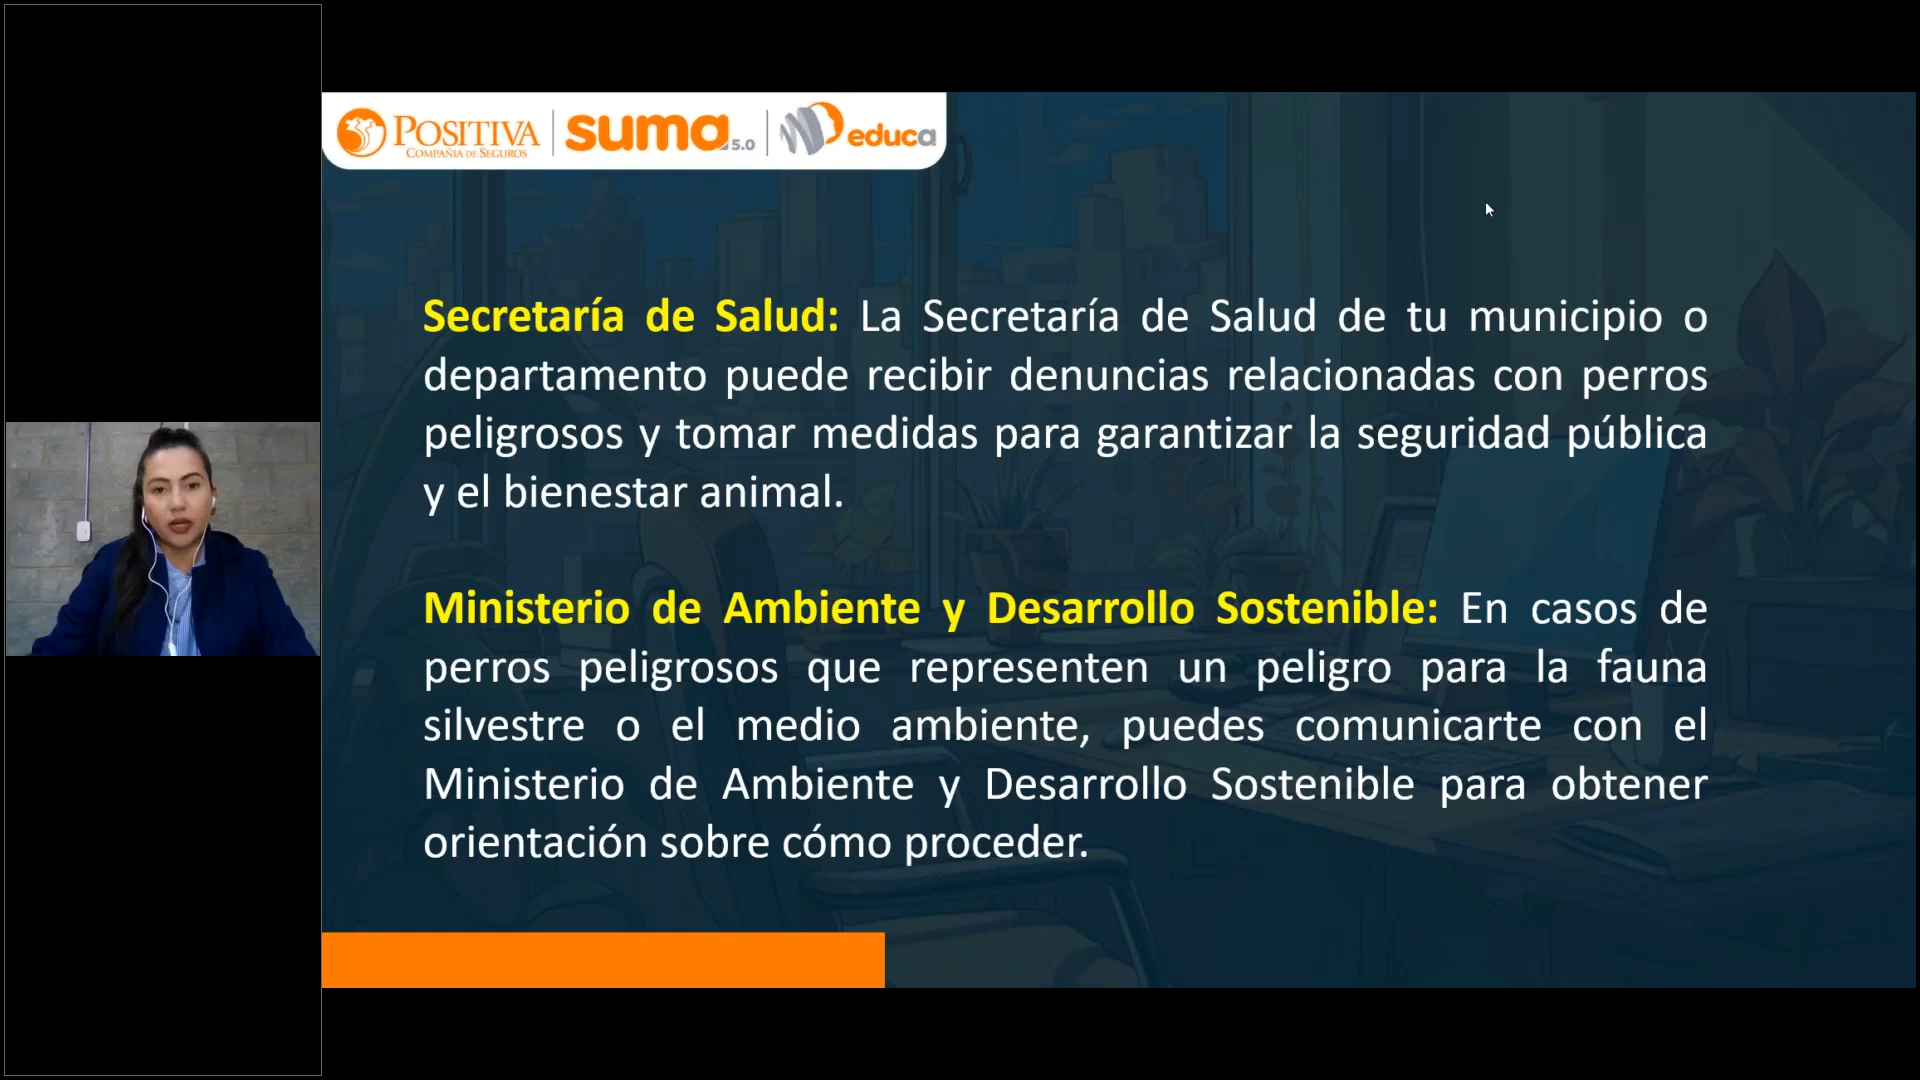 POSITIVA
COMPAÑIA DE SEGUROS
suma 5.0
educa
Secretaría de Salud: La Secretaría de Salud de tu municipio o
departamento puede recibir denuncias relacionadas con perros
peligrosos y tomar medidas para garantizar la seguridad pública
y el bienestar animal.
Ministerio de Ambiente y Desarrollo Sostenible: En casos de
perros peligrosos que representen un peligro para la fauna
silvestre o el medio ambiente, puedes comunicarte con el
Ministerio de Ambiente y Desarrollo Sostenible para obtener
orientación sobre cómo proceder.